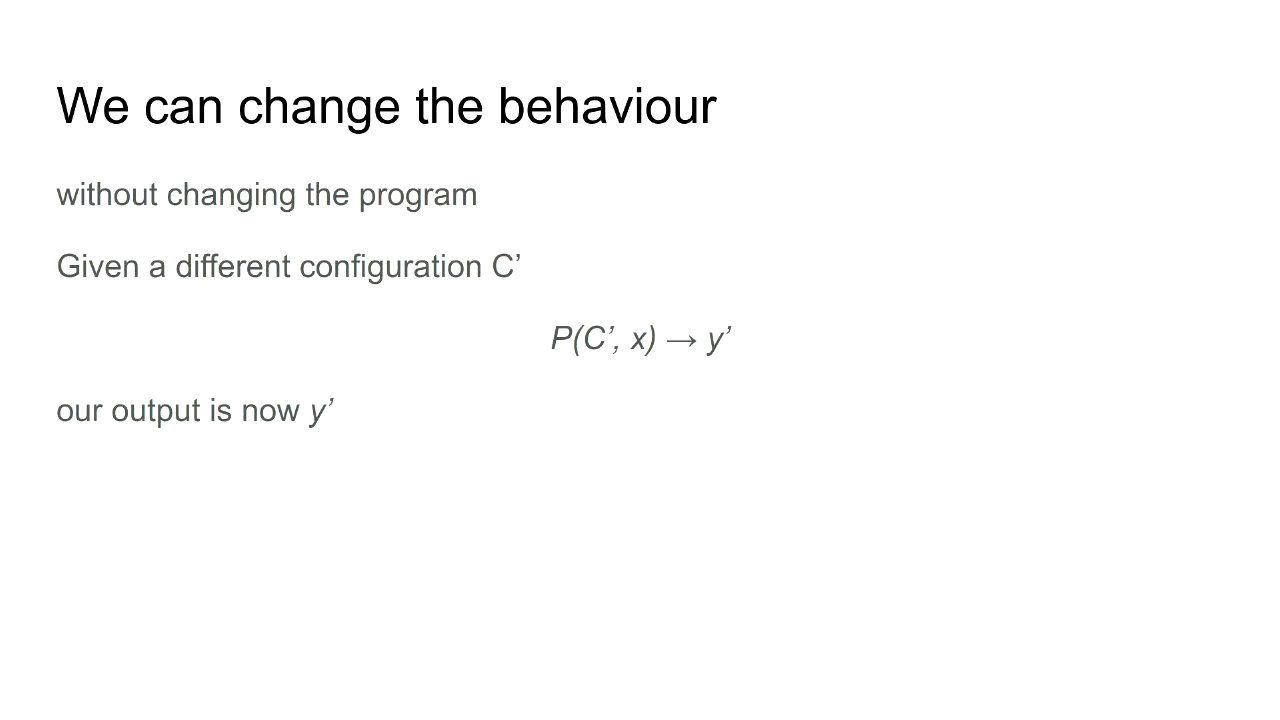 We can change the behaviour
without changing the program
Given a different configuration C’
P(C’, x) → y’
our output is now y’